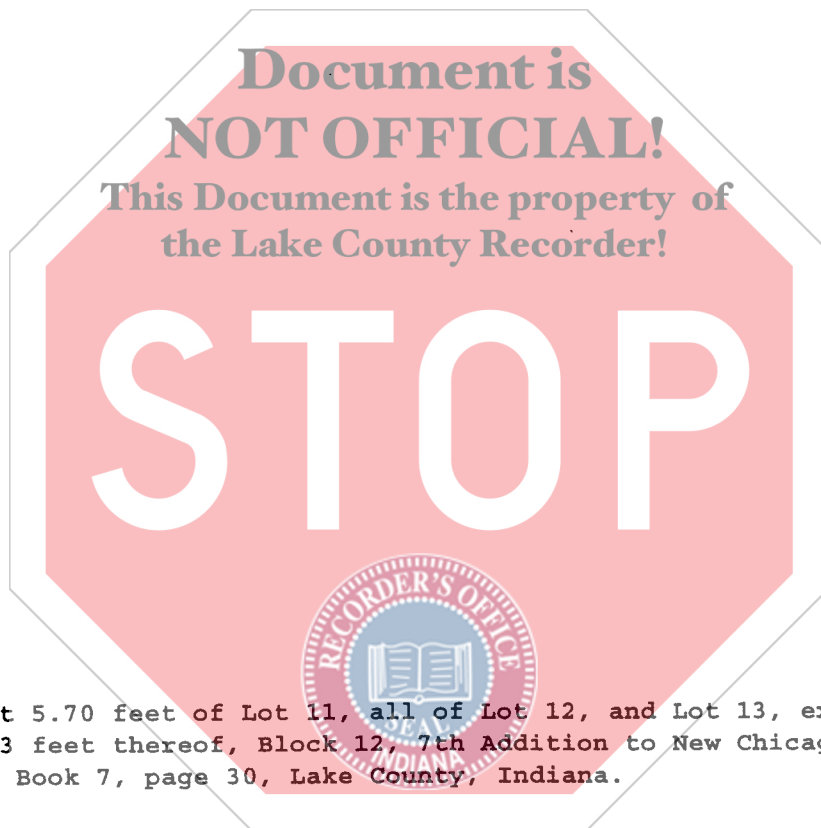 Document is
NOT OFFICIAL!
This Document is the property of
the Lake County Recorder!
STOP
RECORDER'S OFFICE
SEAL
INDIANA
5.70 feet of Lot 11, all of Lot 12, and Lot 13,
feet thereof, Block 12, 7th Addition to New
Book 7, page 30, Lake County, Indiana.